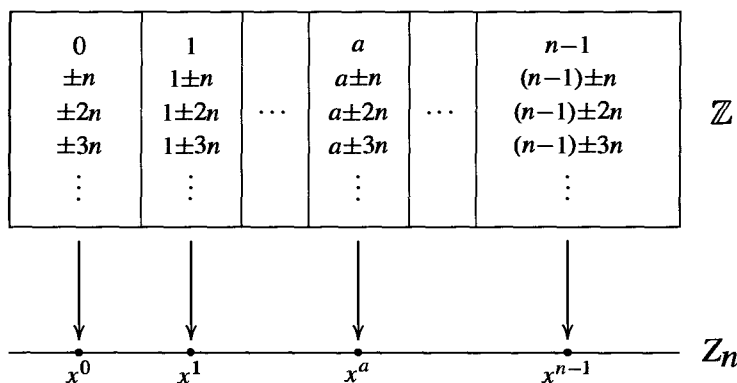 0 1 a n−1
±n 1±n a±n (n−1)±n
±2n 1±2n ⋯ a±2n ⋯ (n−1)±2n ℤ
±3n 1±3n a±3n (n−1)±3n
⋮ ⋮ ⋮ ⋮
Zₙ
x⁰ x¹ xᵃ xⁿ⁻¹